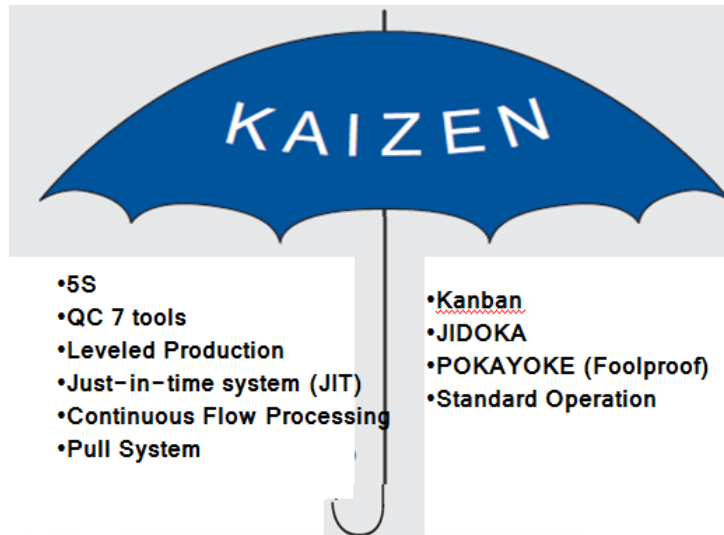 KAIZEN
•5S
•QC 7 tools
•Leveled Production
•Just-in-time system (JIT)
•Continuous Flow Processing
•Pull System
•Kanban
•JIDOKA
•POKAYOKE (Foolproof)
•Standard Operation